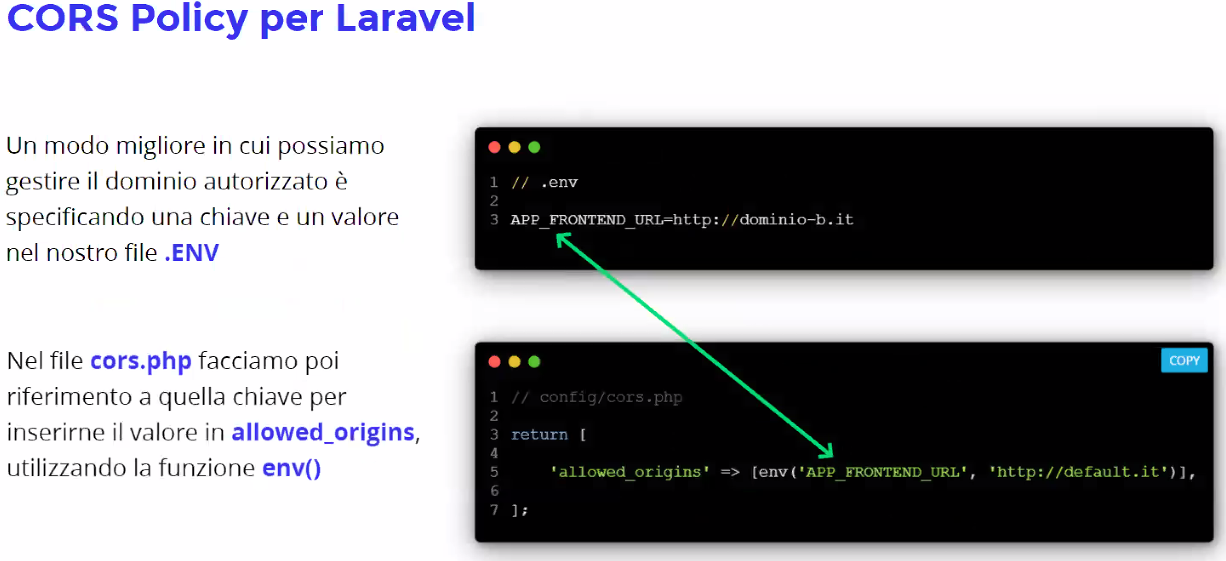 CORS Policy per Laravel
Un modo migliore in cui possiamo
gestire il dominio autorizzato è
specificando una chiave e un valore
nel nostro file .ENV
1 // .env
2
3 APP_FRONTEND_URL=http://dominio-b.it
Nel file cors.php facciamo poi
riferimento a quella chiave per
inserirne il valore in allowed_origins,
utilizzando la funzione env()
COPY
1 // config/cors.php
2
3 return [
4
5 'allowed_origins' => [env('APP_FRONTEND_URL', 'http://default.it')],
6
7 ];